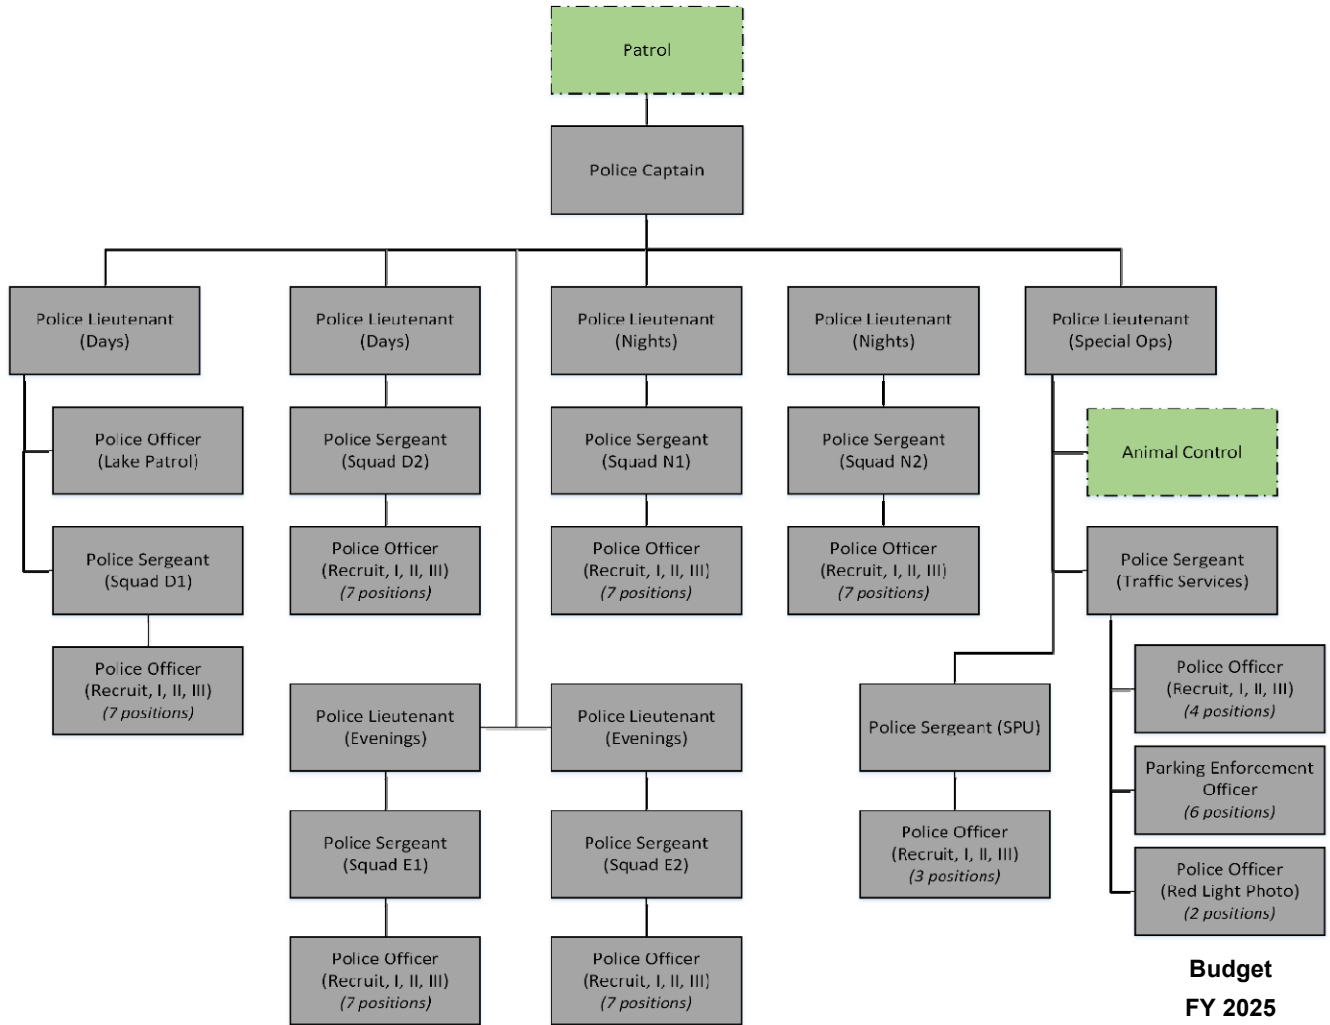 Patrol
Police Captain
Police Lieutenant
(Days)
Police Lieutenant
(Days)
Police Lieutenant
(Nights)
Police Lieutenant
(Nights)
Police Lieutenant
(Special Ops)
Police Officer
(Lake Patrol)
Police Sergeant
(Squad D2)
Police Sergeant
(Squad N1)
Police Sergeant
(Squad N2)
Animal Control
Police Sergeant
(Squad D1)
Police Officer
(Recruit, I, II, III)
(7 positions)
Police Officer
(Recruit, I, II, III)
(7 positions)
Police Officer
(Recruit, I, II, III)
(7 positions)
Police Sergeant
(Traffic Services)
Police Officer
(Recruit, I, II, III)
(7 positions)
Police Lieutenant
(Evenings)
Police Lieutenant
(Evenings)
Police Sergeant (SPU)
Police Officer
(Recruit, I, II, III)
(4 positions)
Parking Enforcement
Officer
(6 positions)
Police Sergeant
(Squad E1)
Police Sergeant
(Squad E2)
Police Officer
(Recruit, I, II, III)
(3 positions)
Police Officer
(Red Light Photo)
(2 positions)
Police Officer
(Recruit, I, II, III)
(7 positions)
Police Officer
(Recruit, I, II, III)
(7 positions)
Budget
FY 2025